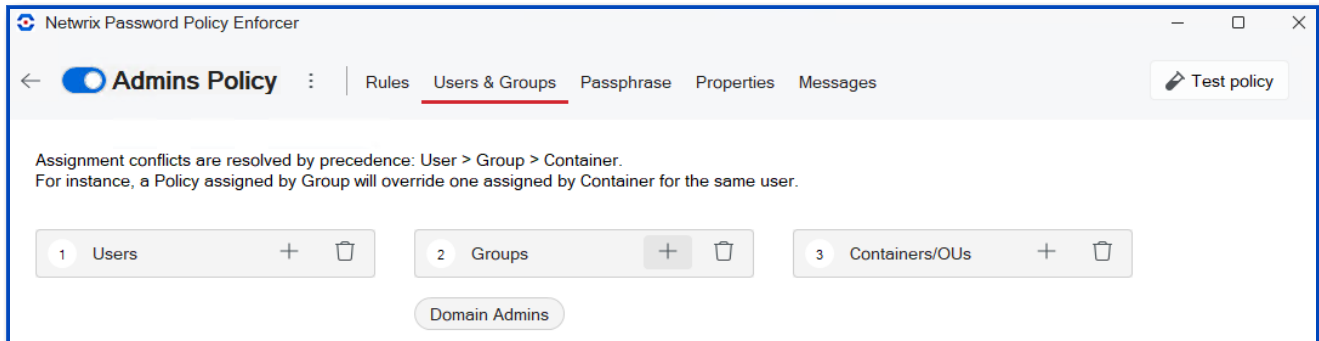 Netwrix Password Policy Enforcer
Admins Policy Rules Users & Groups Passphrase Properties Messages Test policy
Assignment conflicts are resolved by precedence: User > Group > Container.
For instance, a Policy assigned by Group will override one assigned by Container for the same user.
1 Users 2 Groups 3 Containers/OUs
Domain Admins